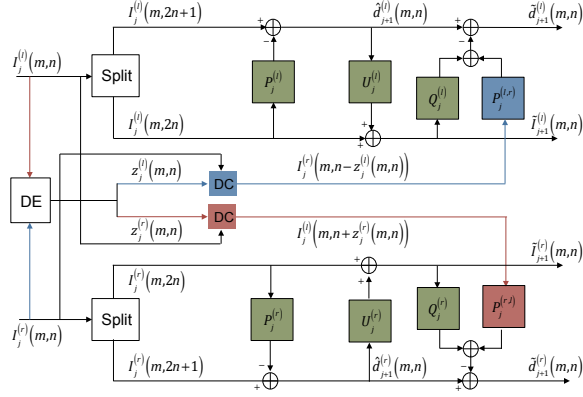 I_j^(l)(m,2n+1) + − \hat{d}_{j+1}^(l)(m,n) + − \tilde{d}_{j+1}^(l)(m,n)
I_j^(l)(m,n) Split P_j^(l) U_j^(l) Q_j^(l) P_j^(l,r)
I_j^(l)(m,2n) + + \tilde{I}_{j+1}^(l)(m,n)
z_j^(l)(m,n) DC I_j^(r)(m,n−z_j^(l)(m,n))
DE
z_j^(r)(m,n) DC I_j^(l)(m,n+z_j^(r)(m,n))
I_j^(r)(m,2n) + + \tilde{I}_{j+1}^(r)(m,n)
I_j^(r)(m,n) Split P_j^(r) U_j^(r) Q_j^(r) P_j^(r,l)
I_j^(r)(m,2n+1) − + \hat{d}_{j+1}^(r)(m,n) − + \tilde{d}_{j+1}^(r)(m,n)